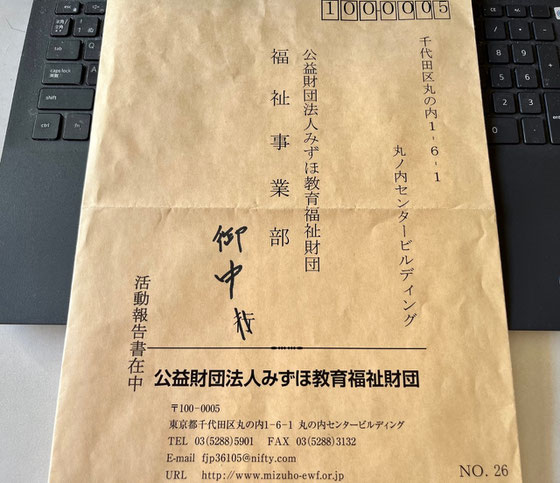 1000005
千代田区丸の内1-6-1
丸ノ内センタービルディング
公益財団法人みずほ教育福祉財団
福祉事業部
御中
活動報告書在中
公益財団法人みずほ教育福祉財団
〒100-0005
東京都千代田区丸の内1-6-1 丸の内センタービルディング
TEL 03(5288)5901 FAX 03(5288)3132
E-mail fjp36105@nifty.com
URL http://www.mizuho-ewf.or.jp
NO. 26
caps lock
shift
ctrl
fn